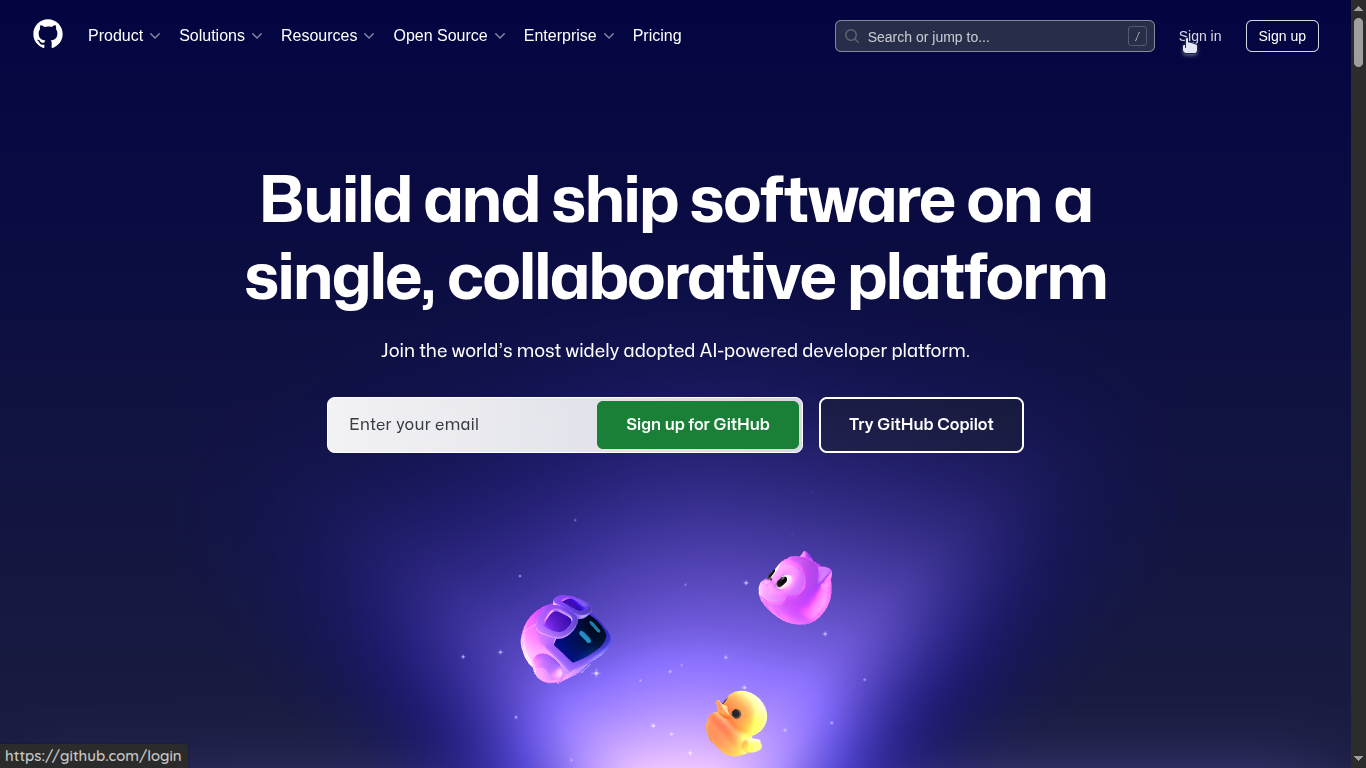 Product Solutions Resources Open Source Enterprise Pricing Search or jump to... / Sign in Sign up
Build and ship software on a
single, collaborative platform
Join the world’s most widely adopted AI-powered developer platform.
Enter your email Sign up for GitHub Try GitHub Copilot
https://github.com/login